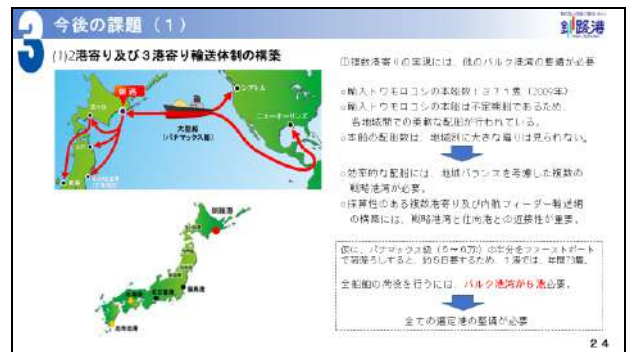 3
今後の課題（1）
釧路港
(1)2港寄り及び3港寄り輸送体制の構築
①複数港寄りの実現には、他のバルク港湾の整備が必要
○輸入トウモロコシの本船数：371隻（2009年）
○輸入トウモロコシの本船は不定期船であるため、
各地域間での柔軟な配船が行われている。
○本船の配船数は、地域別に大きな偏りは見られない。
○効率的な配船には、地域バランスを考慮した複数の
戦略港湾が必要。
○採算性のある複数港寄り及び内航フィーダー輸送網
の構築には、戦略港湾と仕向港との近接性が重要。
釧路
シアトル
ニューオーリンズ
大型船
（パナマックス船）
苫小牧
八戸
釧路港
仮に、パナマックス級（5～6万t）の半分をファーストポート
で荷揚げすると、約5日要するため、1港では、年間73隻。
全船舶の荷役を行うには、バルク港湾が5港必要。
全ての選定港の整備が必要
24